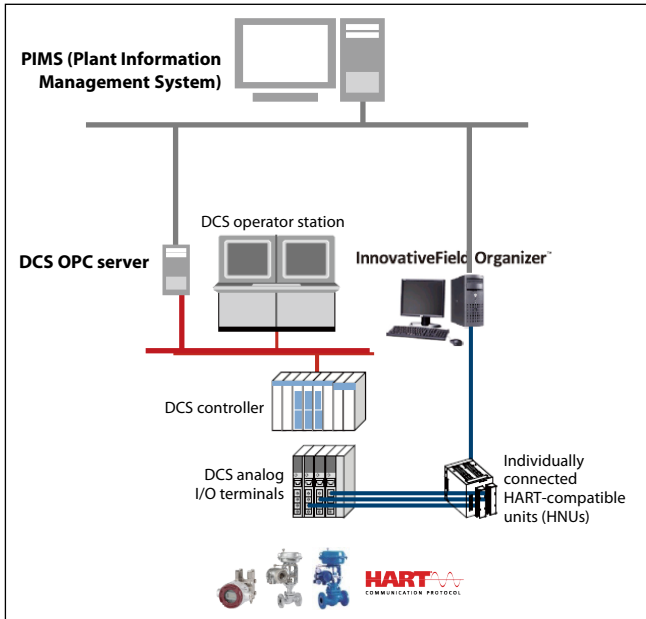 PIMS (Plant Information
Management System)
DCS operator station
DCS OPC server
InnovativeField Organizer™
DCS controller
DCS analog
I/O terminals
Individually
connected
HART-compatible
units (HNUs)
HART
COMMUNICATION PROTOCOL